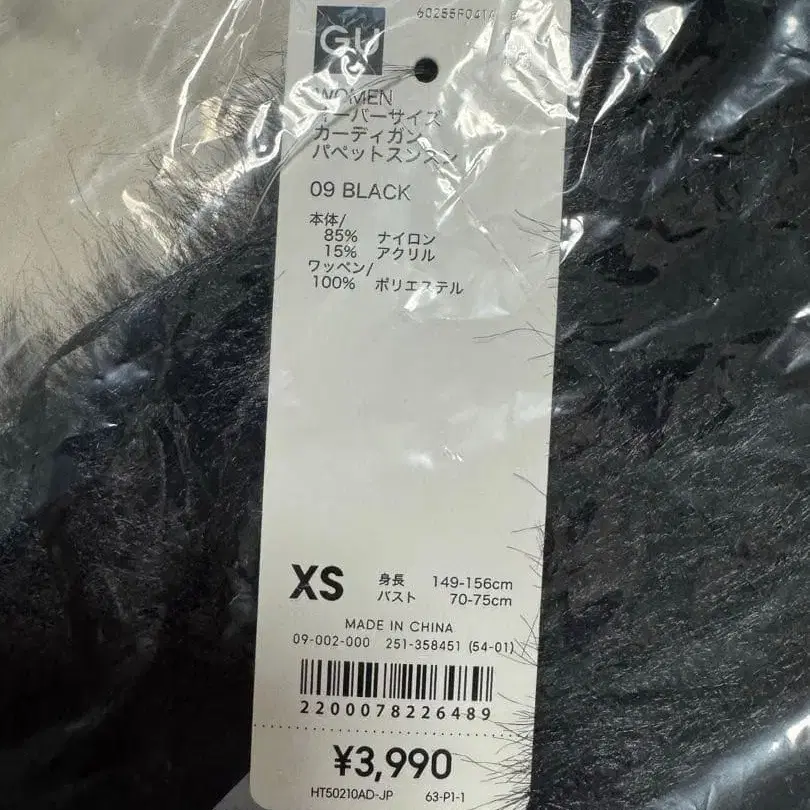 GU
60255F041A
WOMEN
オーバーサイズ
カーディガン
パペットスンスン
09 BLACK
本体/
85% ナイロン
15% アクリル
ワッペン/
100% ポリエステル
XS 身長 149-156cm
バスト 70-75cm
MADE IN CHINA
09-002-000 251-358451 (54-01)
2200078226489
¥3,990
HT50210AD-JP 63-P1-1